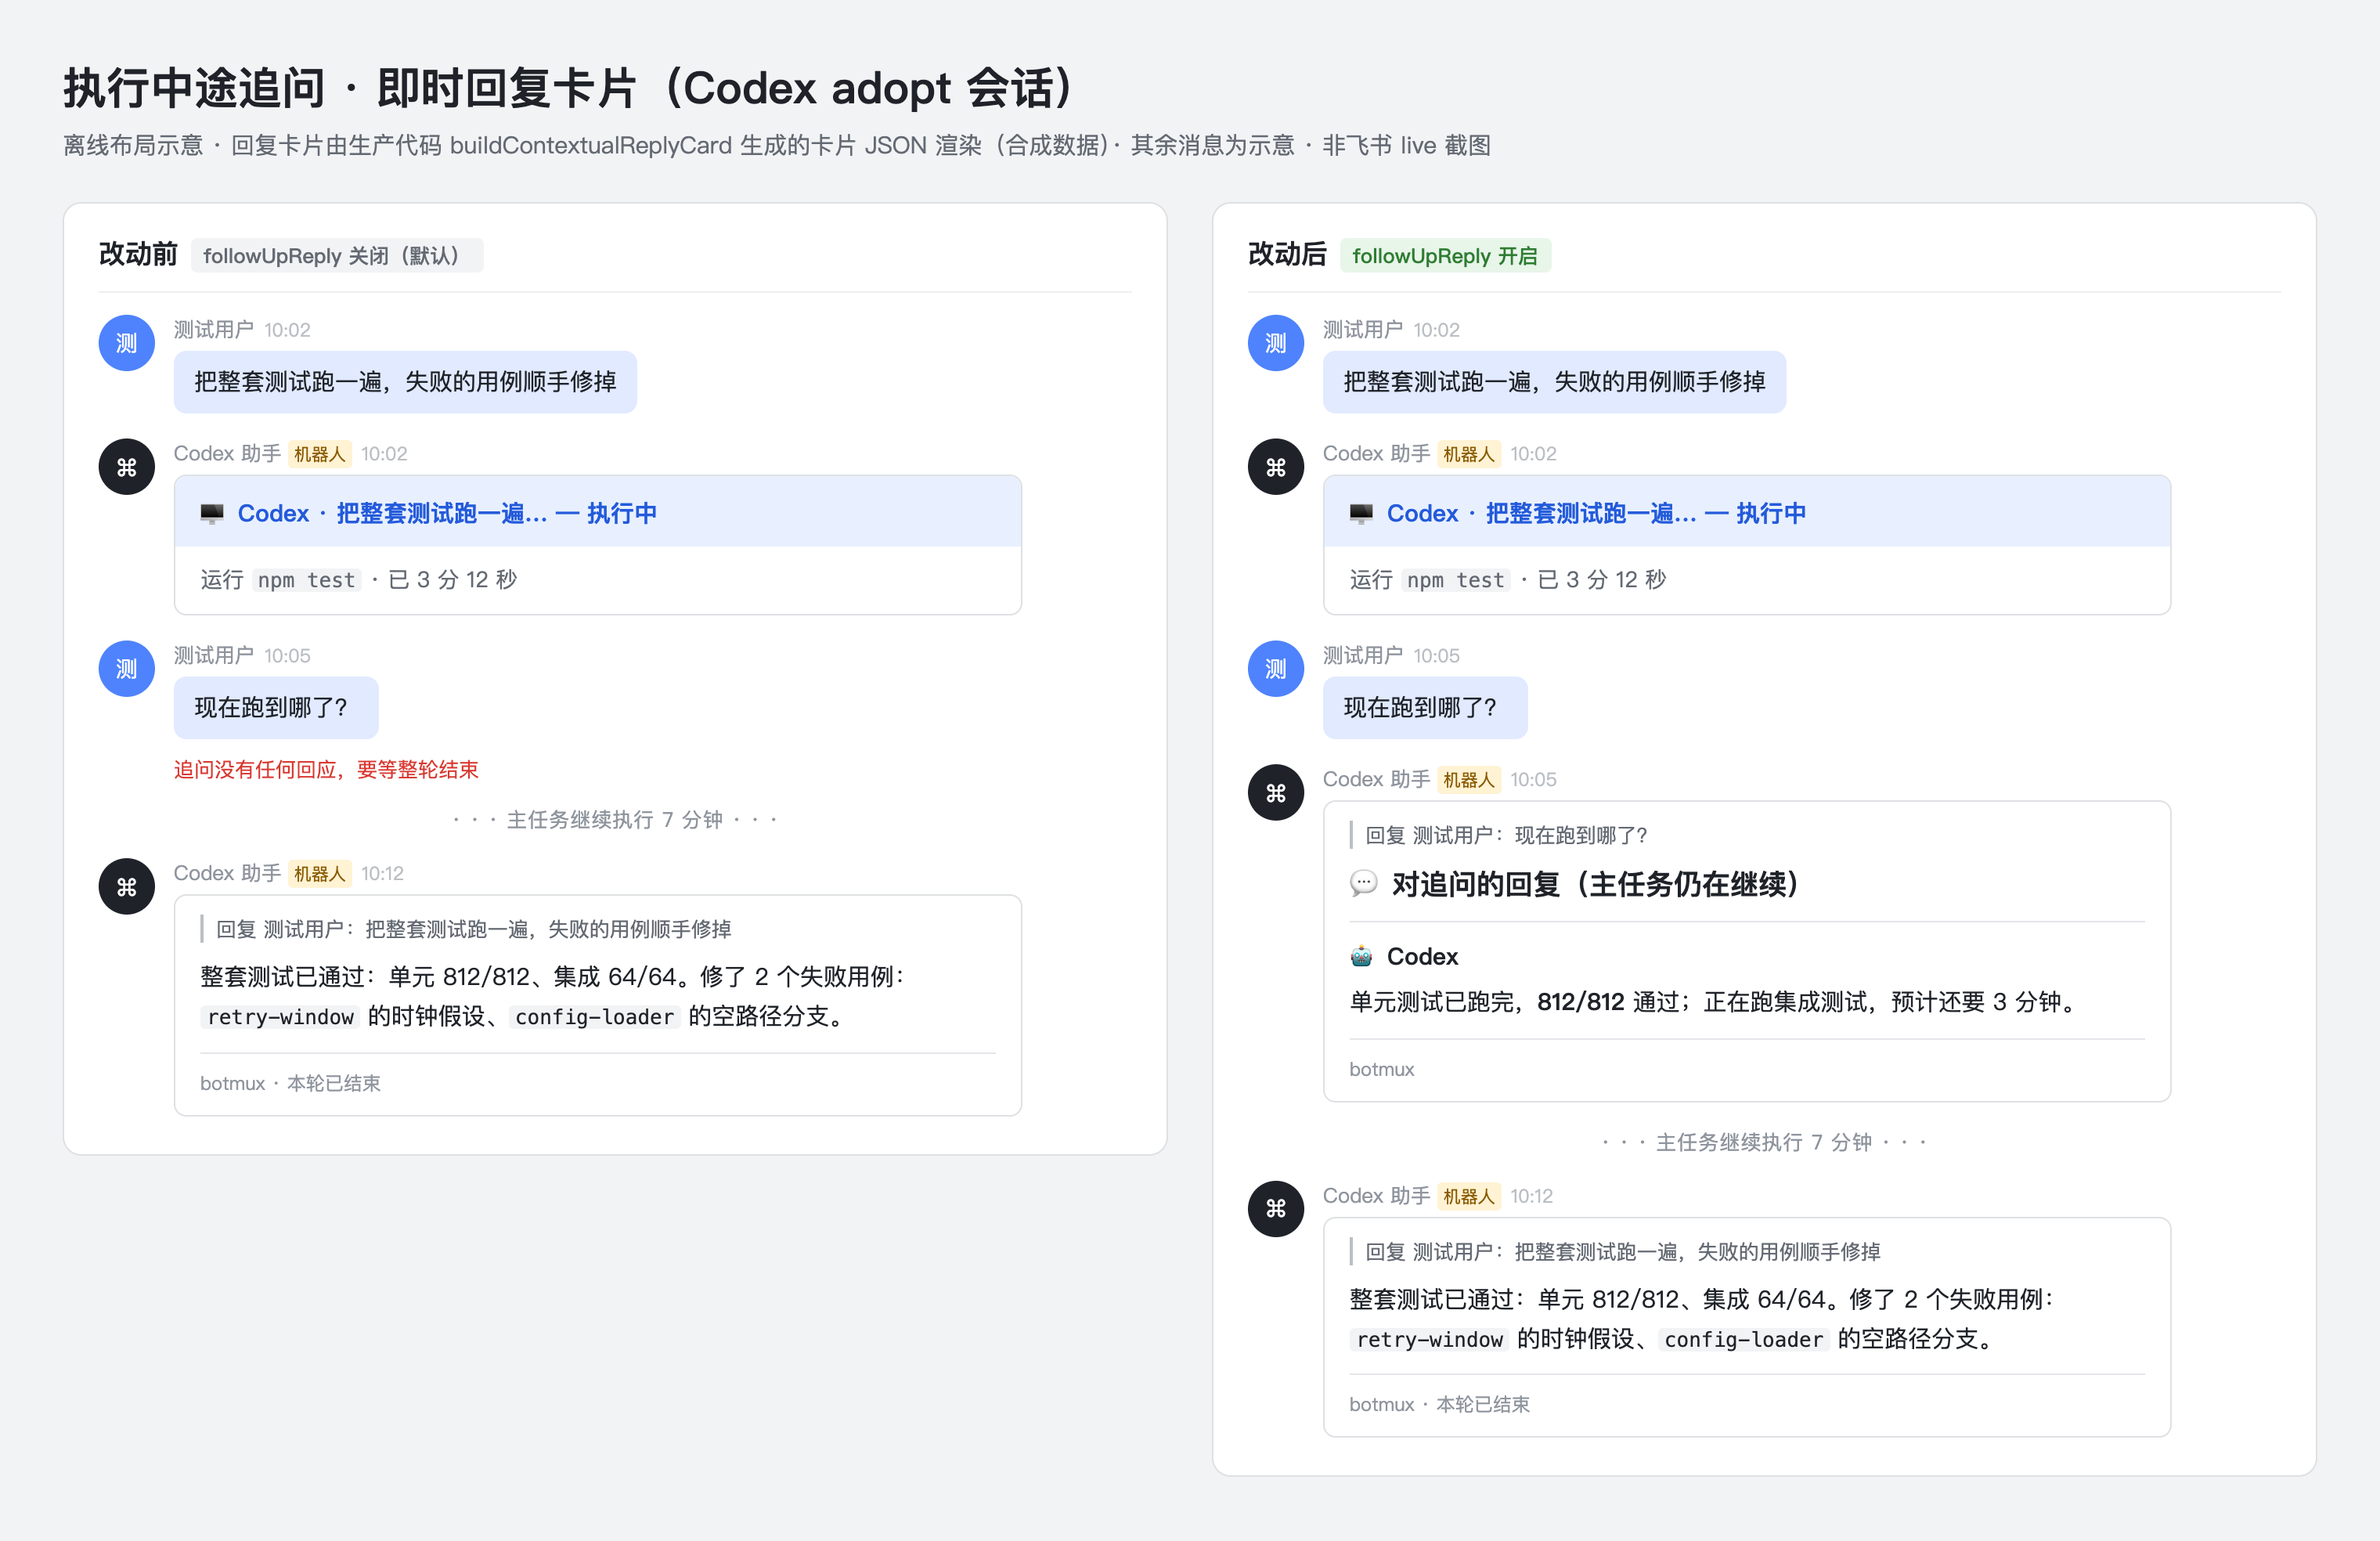 执行中途追问 · 即时回复卡片（Codex adopt 会话）
离线布局示意 · 回复卡片由生产代码 buildContextualReplyCard 生成的卡片 JSON 渲染（合成数据）· 其余消息为示意 · 非飞书 live 截图
改动前 followUpReply 关闭（默认）
测
测试用户 10:02
把整套测试跑一遍，失败的用例顺手修掉
⌘
Codex 助手 机器人 10:02
🖥️ Codex · 把整套测试跑一遍… — 执行中
运行 npm test · 已 3 分 12 秒
测
测试用户 10:05
现在跑到哪了？
追问没有任何回应，要等整轮结束
· · · 主任务继续执行 7 分钟 · · ·
⌘
Codex 助手 机器人 10:12
回复 测试用户：把整套测试跑一遍，失败的用例顺手修掉
整套测试已通过：单元 812/812、集成 64/64。修了 2 个失败用例：
retry-window 的时钟假设、config-loader 的空路径分支。
botmux · 本轮已结束
改动后 followUpReply 开启
测
测试用户 10:02
把整套测试跑一遍，失败的用例顺手修掉
⌘
Codex 助手 机器人 10:02
🖥️ Codex · 把整套测试跑一遍… — 执行中
运行 npm test · 已 3 分 12 秒
测
测试用户 10:05
现在跑到哪了？
⌘
Codex 助手 机器人 10:05
回复 测试用户：现在跑到哪了？
💬 对追问的回复（主任务仍在继续）
🤖 Codex
单元测试已跑完，812/812 通过；正在跑集成测试，预计还要 3 分钟。
botmux
· · · 主任务继续执行 7 分钟 · · ·
⌘
Codex 助手 机器人 10:12
回复 测试用户：把整套测试跑一遍，失败的用例顺手修掉
整套测试已通过：单元 812/812、集成 64/64。修了 2 个失败用例：
retry-window 的时钟假设、config-loader 的空路径分支。
botmux · 本轮已结束